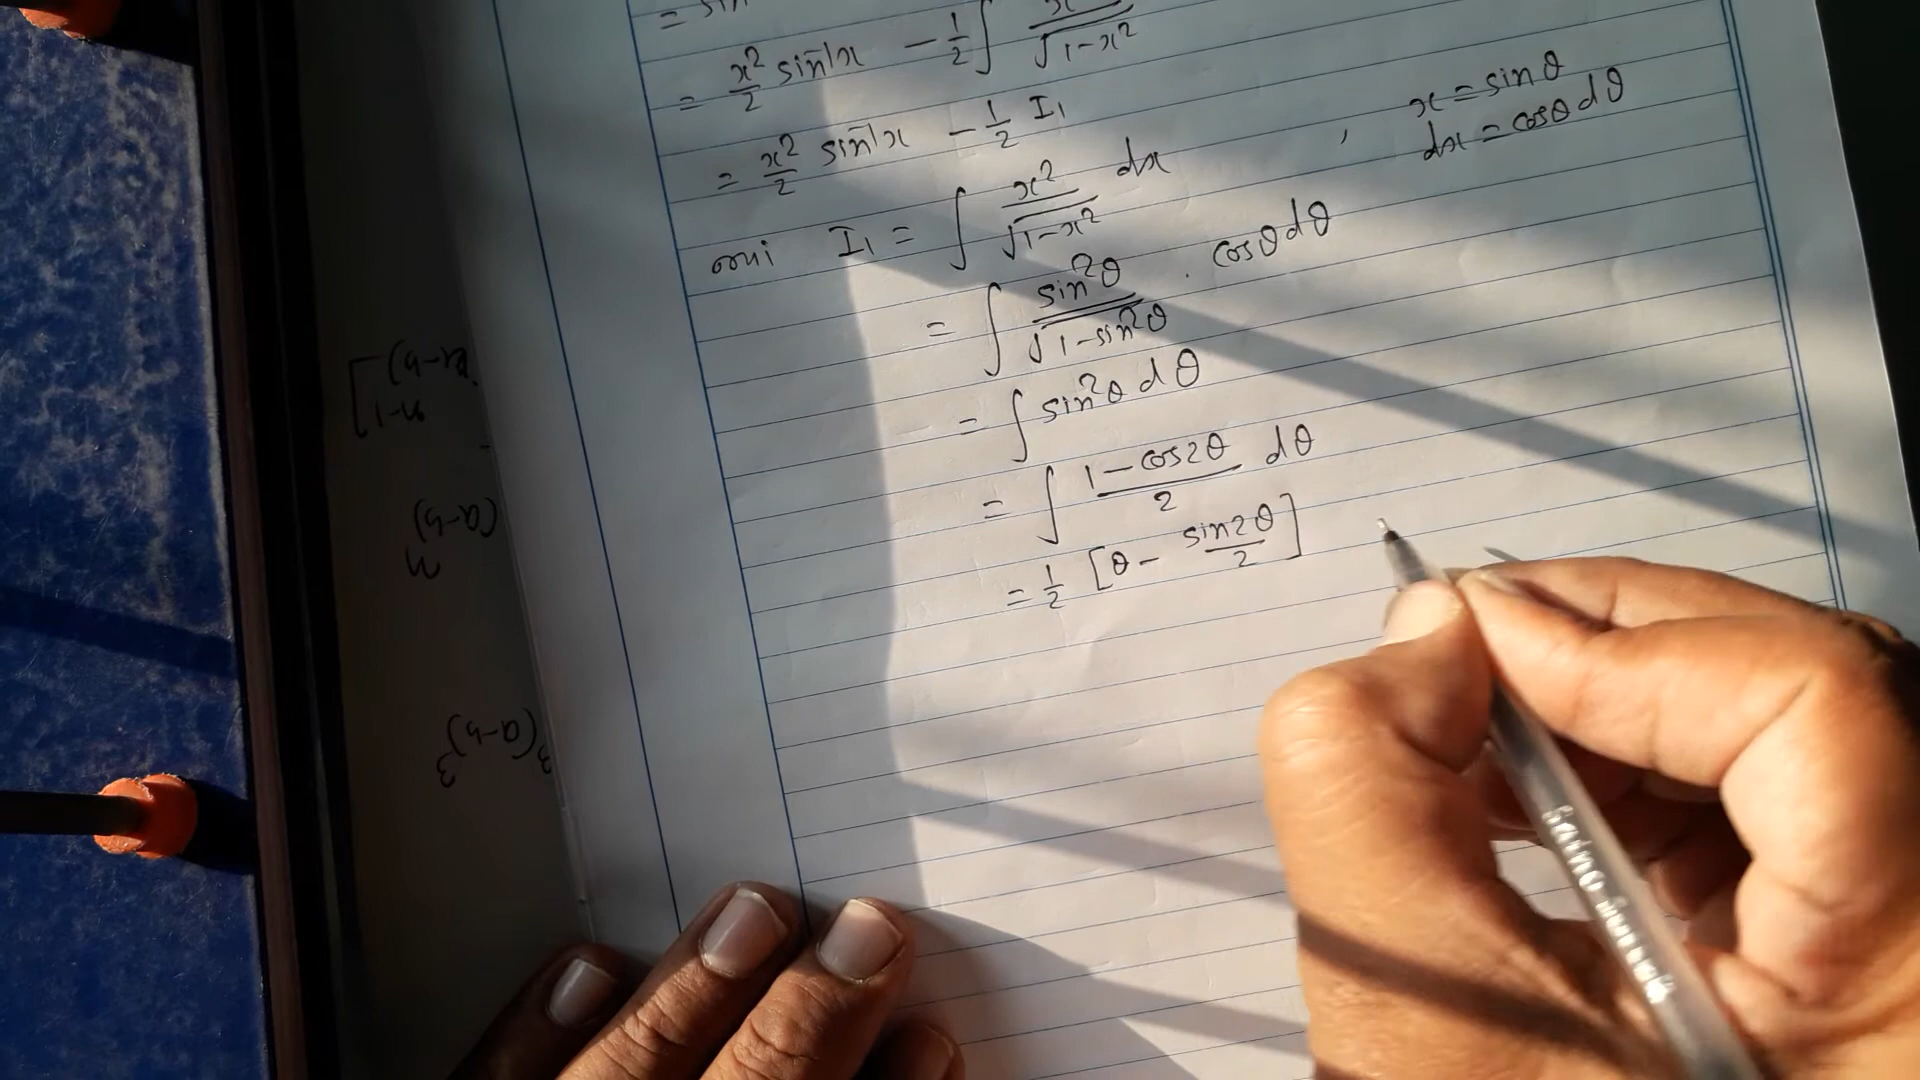 = sin
= x²/2 sin⁻¹x - 1/2 ∫ x²/√1-x²
= x²/2 sin⁻¹x - 1/2 I₁
I₁ = ∫ x²/√1-x² dx , x = sinθ
dx = cosθ dθ
= ∫ sin²θ/√1-sin²θ . cosθ dθ
= ∫ sin²θ dθ
= ∫ 1-cos2θ/2 dθ
= 1/2 [θ - sin2θ/2]